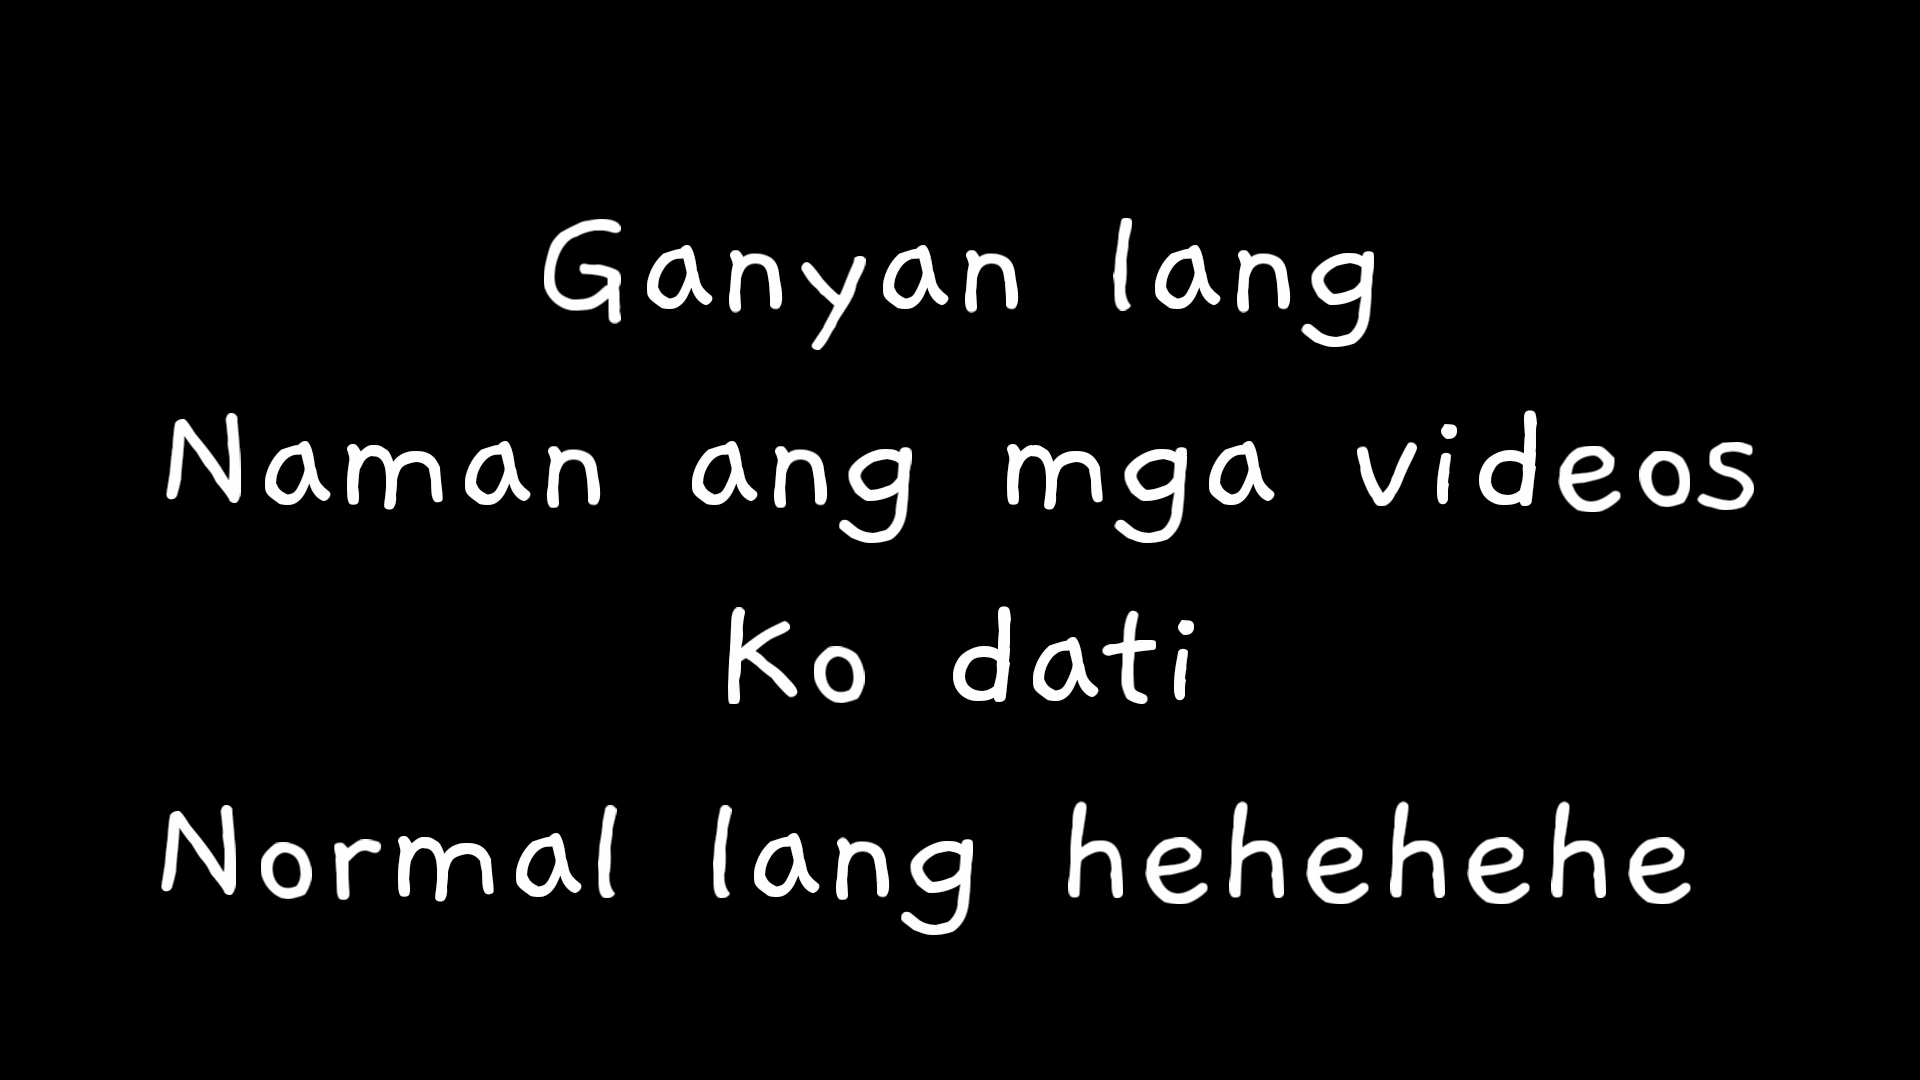 Ganyan lang
Naman ang mga videos
Ko dati
Normal lang hehehehe